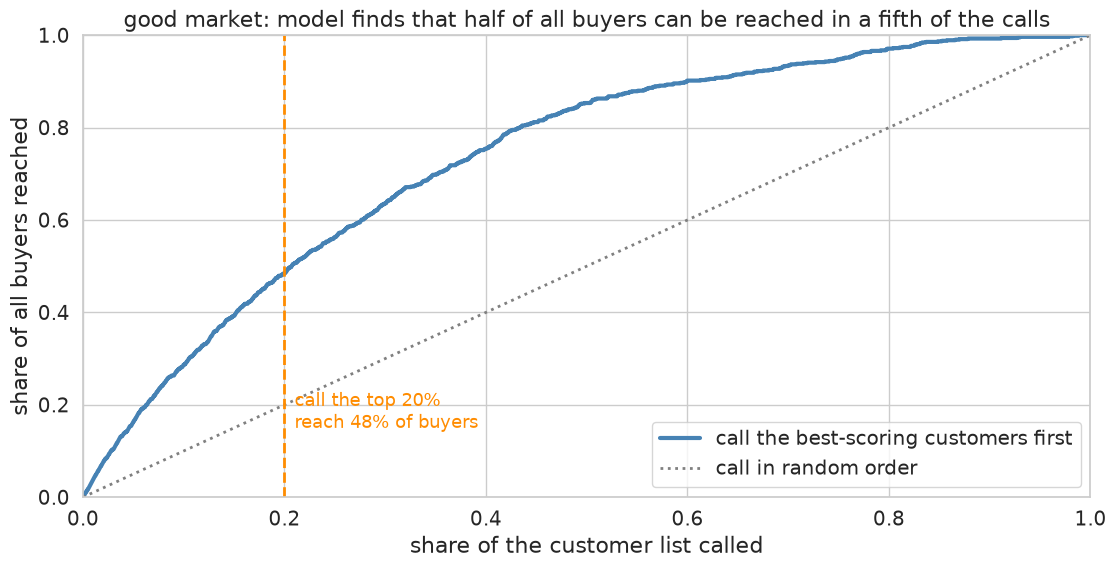 good market: model finds that half of all buyers can be reached in a fifth of the calls
share of all buyers reached
1.0
0.8
0.6
0.4
0.2
0.0
call the top 20%
reach 48% of buyers
call the best-scoring customers first
call in random order
0.0 0.2 0.4 0.6 0.8 1.0
share of the customer list called